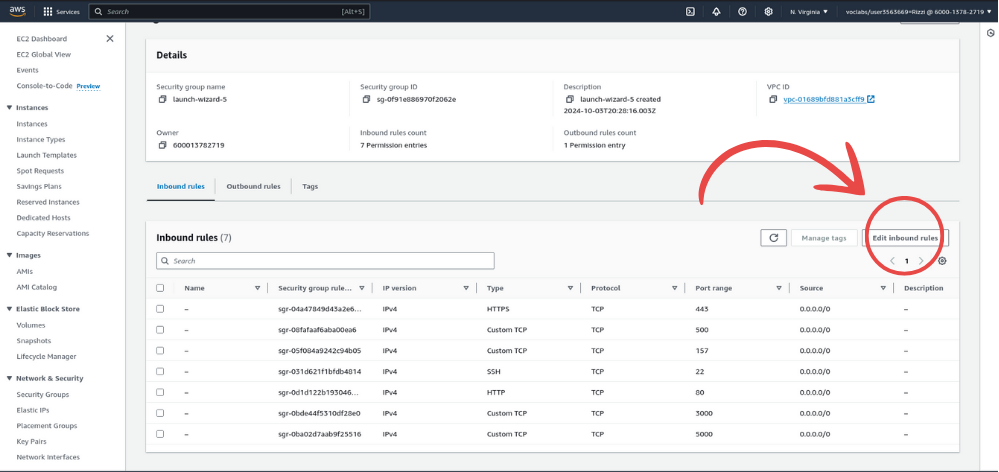 aws
Services
Search
[Alt+S]
N. Virginia
voclabs/user3563669=Rizzi @ 6000-1378-2719
EC2 Dashboard
EC2 Global View
Events
Console-to-Code Preview
Instances
Instances
Instance Types
Launch Templates
Spot Requests
Savings Plans
Reserved Instances
Dedicated Hosts
Capacity Reservations
Images
AMIs
AMI Catalog
Elastic Block Store
Volumes
Snapshots
Lifecycle Manager
Network & Security
Security Groups
Elastic IPs
Placement Groups
Key Pairs
Network Interfaces
Details
Security group name
launch-wizard-5
Security group ID
sg-0f91e886970f2062e
Description
launch-wizard-5 created
2024-10-03T20:28:16.003Z
VPC ID
vpc-01689bfd881a3cff9
Owner
600013782719
Inbound rules count
7 Permission entries
Outbound rules count
1 Permission entry
Inbound rules Outbound rules Tags
Inbound rules (7)
Manage tags
Edit inbound rules
Search
1
Name Security group rule... IP version Type Protocol Port range Source Description
– sgr-04a47849d43a2e6... IPv4 HTTPS TCP 443 0.0.0.0/0 –
– sgr-08fafaaf6aba00ea6 IPv4 Custom TCP TCP 500 0.0.0.0/0 –
– sgr-05f084a9242c94b05 IPv4 Custom TCP TCP 157 0.0.0.0/0 –
– sgr-031d621f1bfdb4814 IPv4 SSH TCP 22 0.0.0.0/0 –
– sgr-0d1d122b193046... IPv4 HTTP TCP 80 0.0.0.0/0 –
– sgr-0bde44f5310df28e0 IPv4 Custom TCP TCP 3000 0.0.0.0/0 –
– sgr-0ba02d7aab9f25516 IPv4 Custom TCP TCP 5000 0.0.0.0/0 –